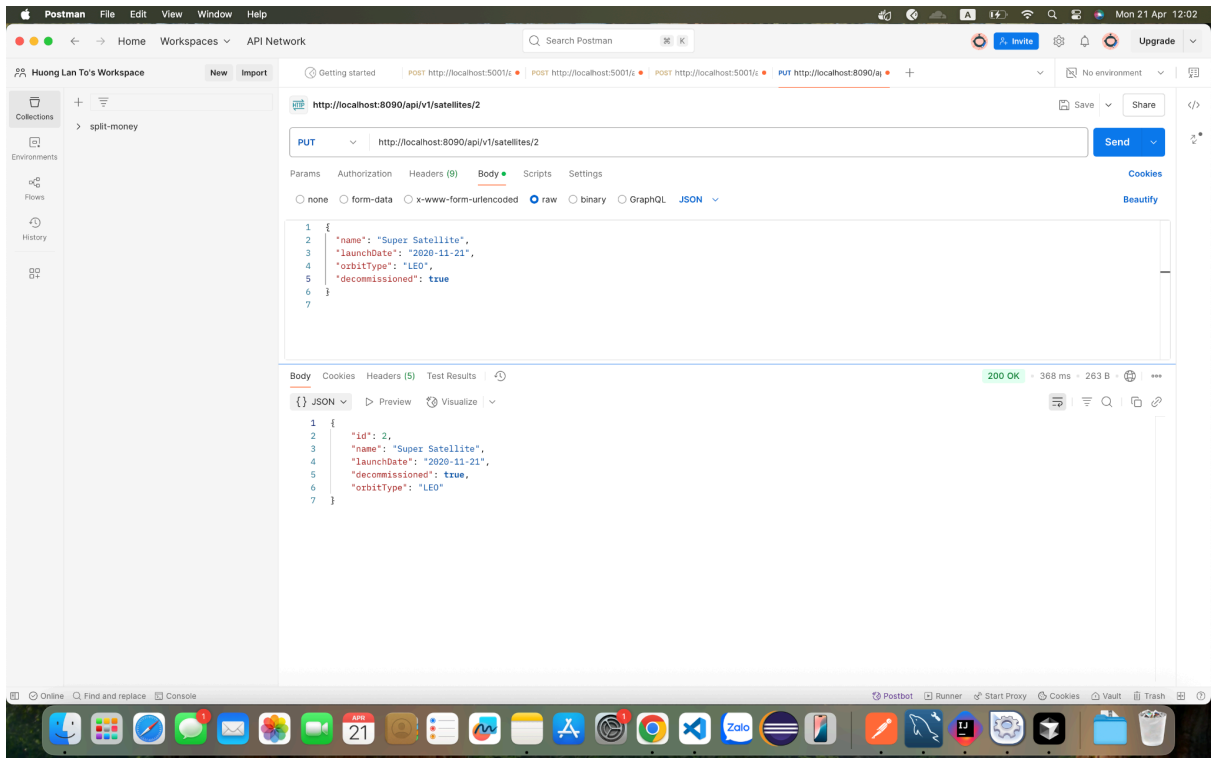 Postman File Edit View Window Help A Mon 21 Apr 12:02
Home Workspaces API Network Search Postman ⌘ K Invite Upgrade
Huong Lan To's Workspace New Import Getting started POST http://localhost:5001/a POST http://localhost:5001/a POST http://localhost:5001/a PUT http://localhost:8090/a No environment
Collections
split-money
Environments
Flows
History
HTTP http://localhost:8090/api/v1/satellites/2 Save Share
PUT http://localhost:8090/api/v1/satellites/2 Send
Params Authorization Headers (9) Body Scripts Settings Cookies
none form-data x-www-form-urlencoded raw binary GraphQL JSON Beautify
1 {
2 "name": "Super Satellite",
3 "launchDate": "2020-11-21",
4 "orbitType": "LEO",
5 "decommissioned": true
6 }
7
Body Cookies Headers (5) Test Results 200 OK 368 ms 263 B
{} JSON Preview Visualize
1 {
2 "id": 2,
3 "name": "Super Satellite",
4 "launchDate": "2020-11-21",
5 "decommissioned": true,
6 "orbitType": "LEO"
7 }
Online Find and replace Console Postbot Runner Start Proxy Cookies Vault Trash
1 APR 21 1 Zalo IJ